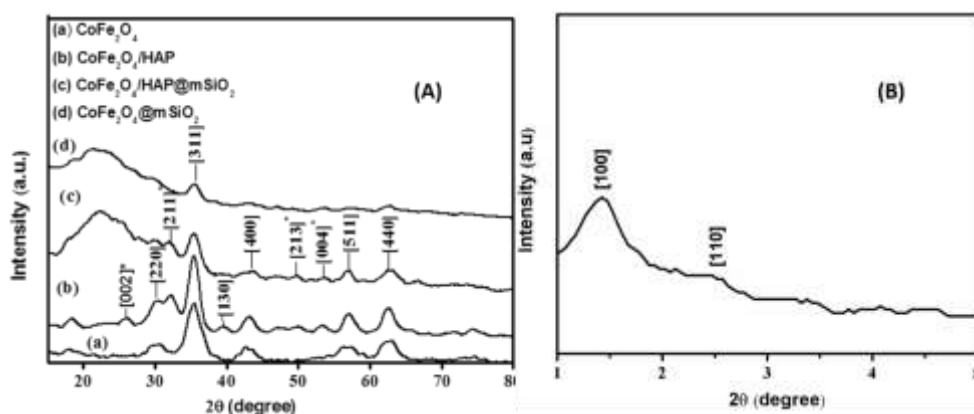 (a) CoFe₂O₄
(b) CoFe₂O₄/HAP
(c) CoFe₂O₄/HAP@mSiO₂
(d) CoFe₂O₄@mSiO₂
(A)
(d)
[311]
(c)
[211]*
[400]
[213]*
[004]*
[511]
[440]
(b)
[002]*
[220]
[130]
(a)
Intensity (a.u.)
20 30 40 50 60 70 80
2θ (degree)
(B)
[100]
[110]
Intensity (a.u)
1 2 3 4
2θ (degree)